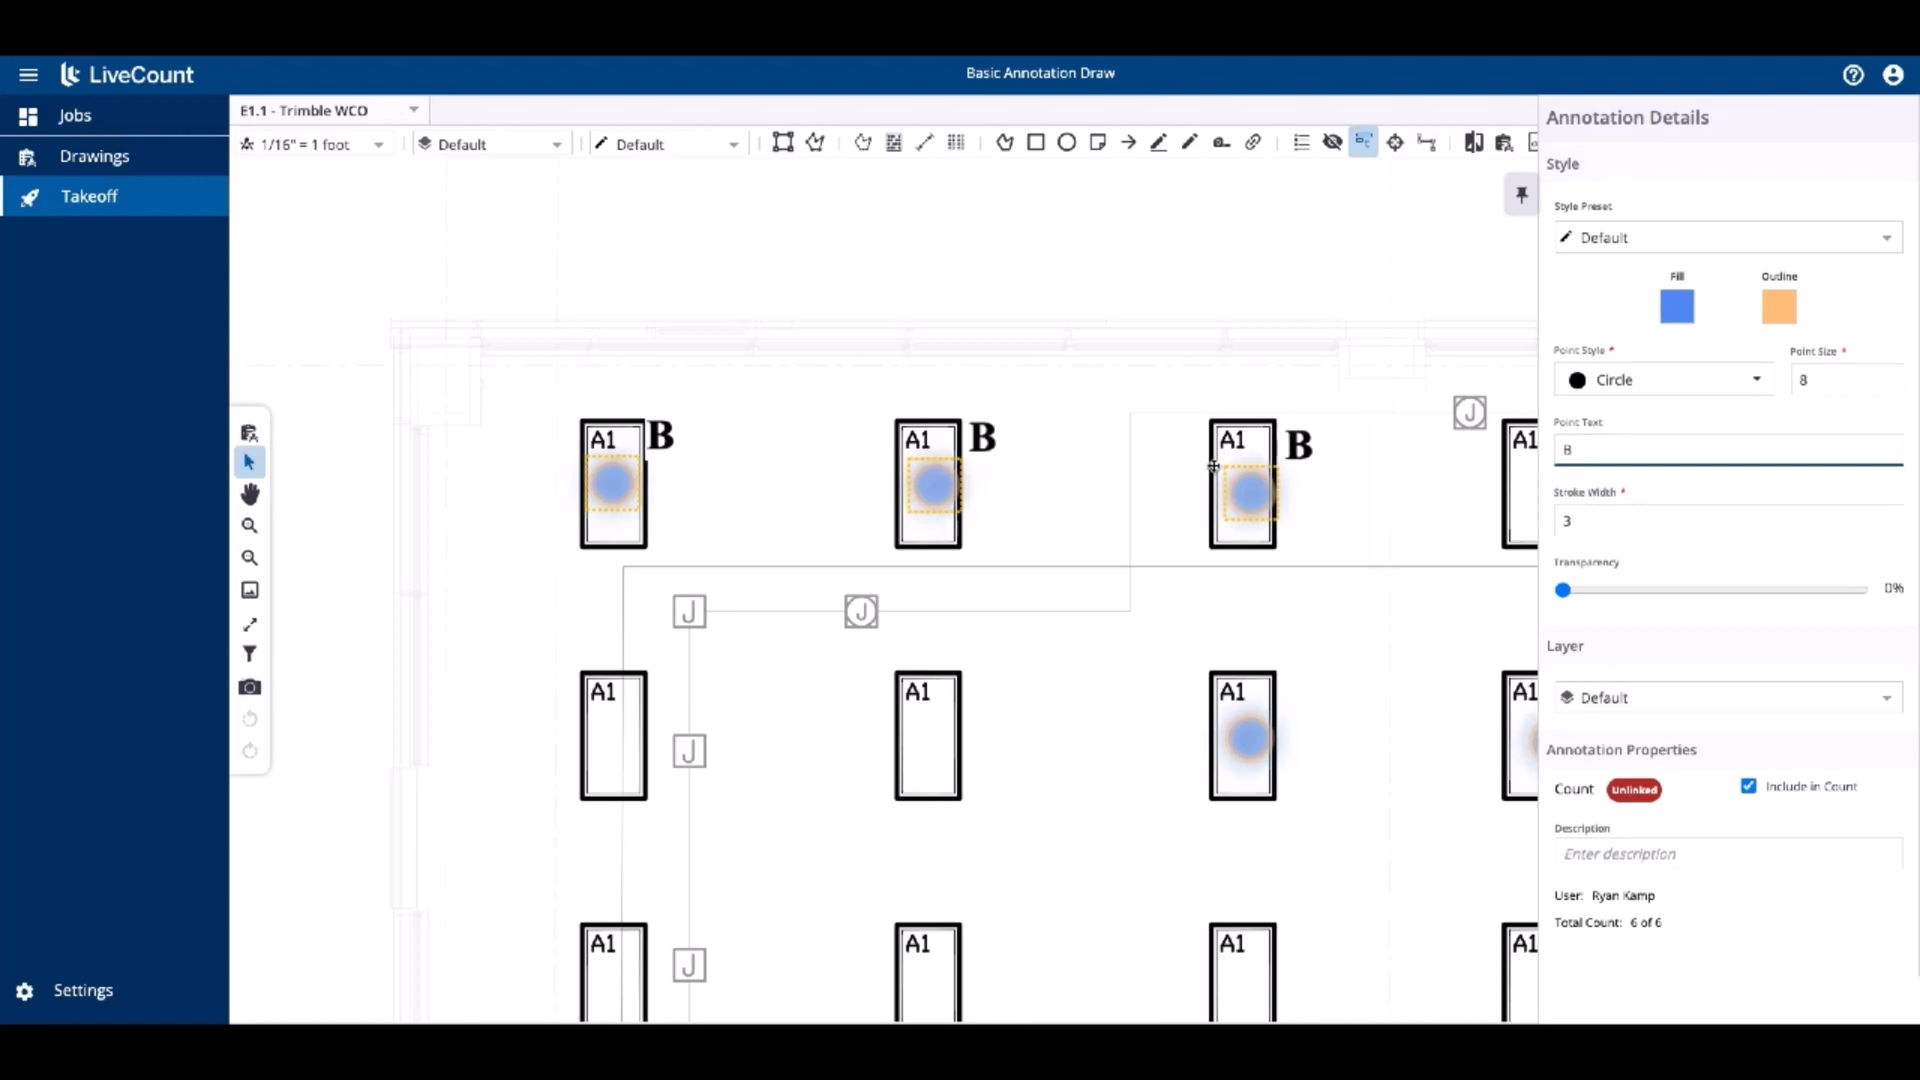 LiveCount
Basic Annotation Draw
Jobs
Drawings
Takeoff
Settings
E1.1 - Trimble WCO
1/16" = 1 foot
Default
Default
A1 B
A1 B
A1 B
A1
J
J
J
A1
A1
A1
A1
J
A1
A1
A1
A1
J
Annotation Details
Style
Style Preset
Default
Fill
Outline
Point Style *
Point Size *
Circle
8
Point Text
B
Stroke Width *
3
Transparency
0%
Layer
Default
Annotation Properties
Count Unlinked
Include in Count
Description
Enter description
User: Ryan Kamp
Total Count: 6 of 6